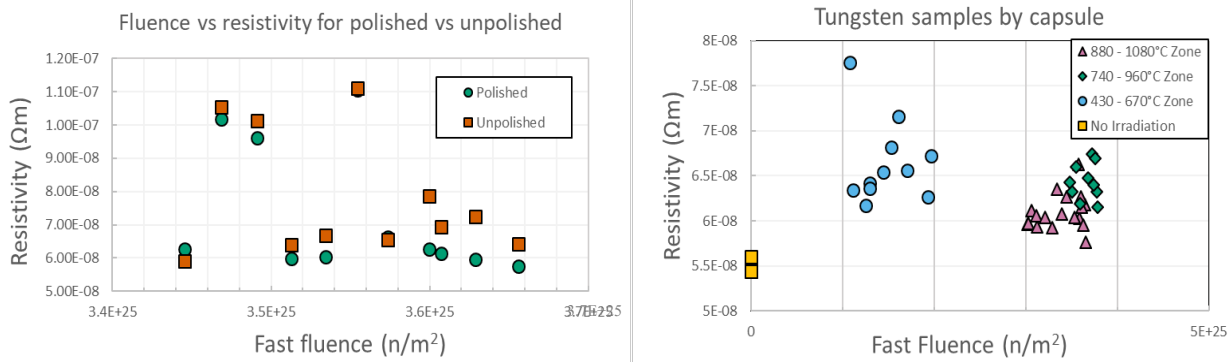 Fluence vs resistivity for polished vs unpolished
1.20E-07
1.10E-07
1.00E-07
9.00E-08
8.00E-08
7.00E-08
6.00E-08
5.00E-08
Resistivity (Ωm)
Polished
Unpolished
3.4E+25
3.5E+25
3.6E+25
3.7E+25
Fast fluence (n/m²)
Tungsten samples by capsule
8E-08
7.5E-08
7E-08
6.5E-08
6E-08
5.5E-08
5E-08
Resistivity (Ωm)
880 - 1080°C Zone
740 - 960°C Zone
430 - 670°C Zone
No Irradiation
0
5E+25
Fast Fluence (n/m²)